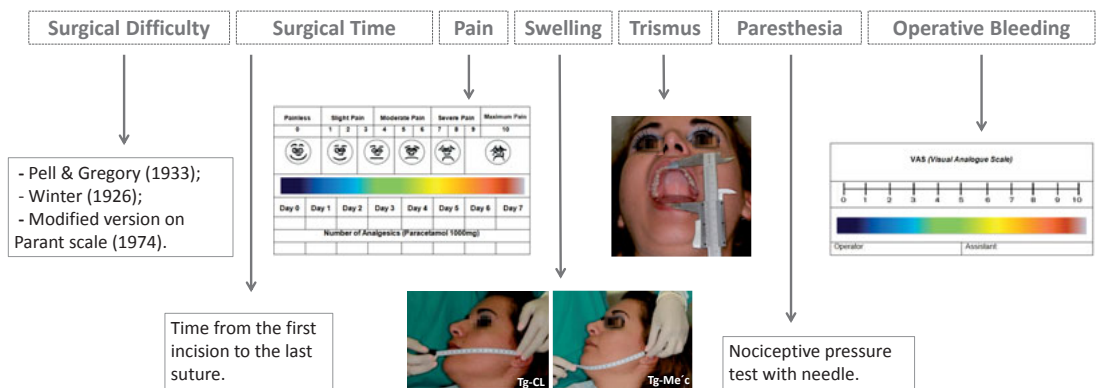 Surgical Difficulty
Surgical Time
Pain
Swelling
Trismus
Paresthesia
Operative Bleeding
- Pell & Gregory (1933);
- Winter (1926);
- Modified version on
Parant scale (1974).
Painless Slight Pain Moderate Pain Severe Pain Maximum Pain
0 1 2 3 4 5 6 7 8 9 10
Day 0 Day 1 Day 2 Day 3 Day 4 Day 5 Day 6 Day 7
Number of Analgesics (Paracetamol 1000mg)
VAS (Visual Analogue Scale)
0 1 2 3 4 5 6 7 8 9 10
Operator Assistant
Time from the first
incision to the last
suture.
Tg-CL
Tg-Me´c
Nociceptive pressure
test with needle.